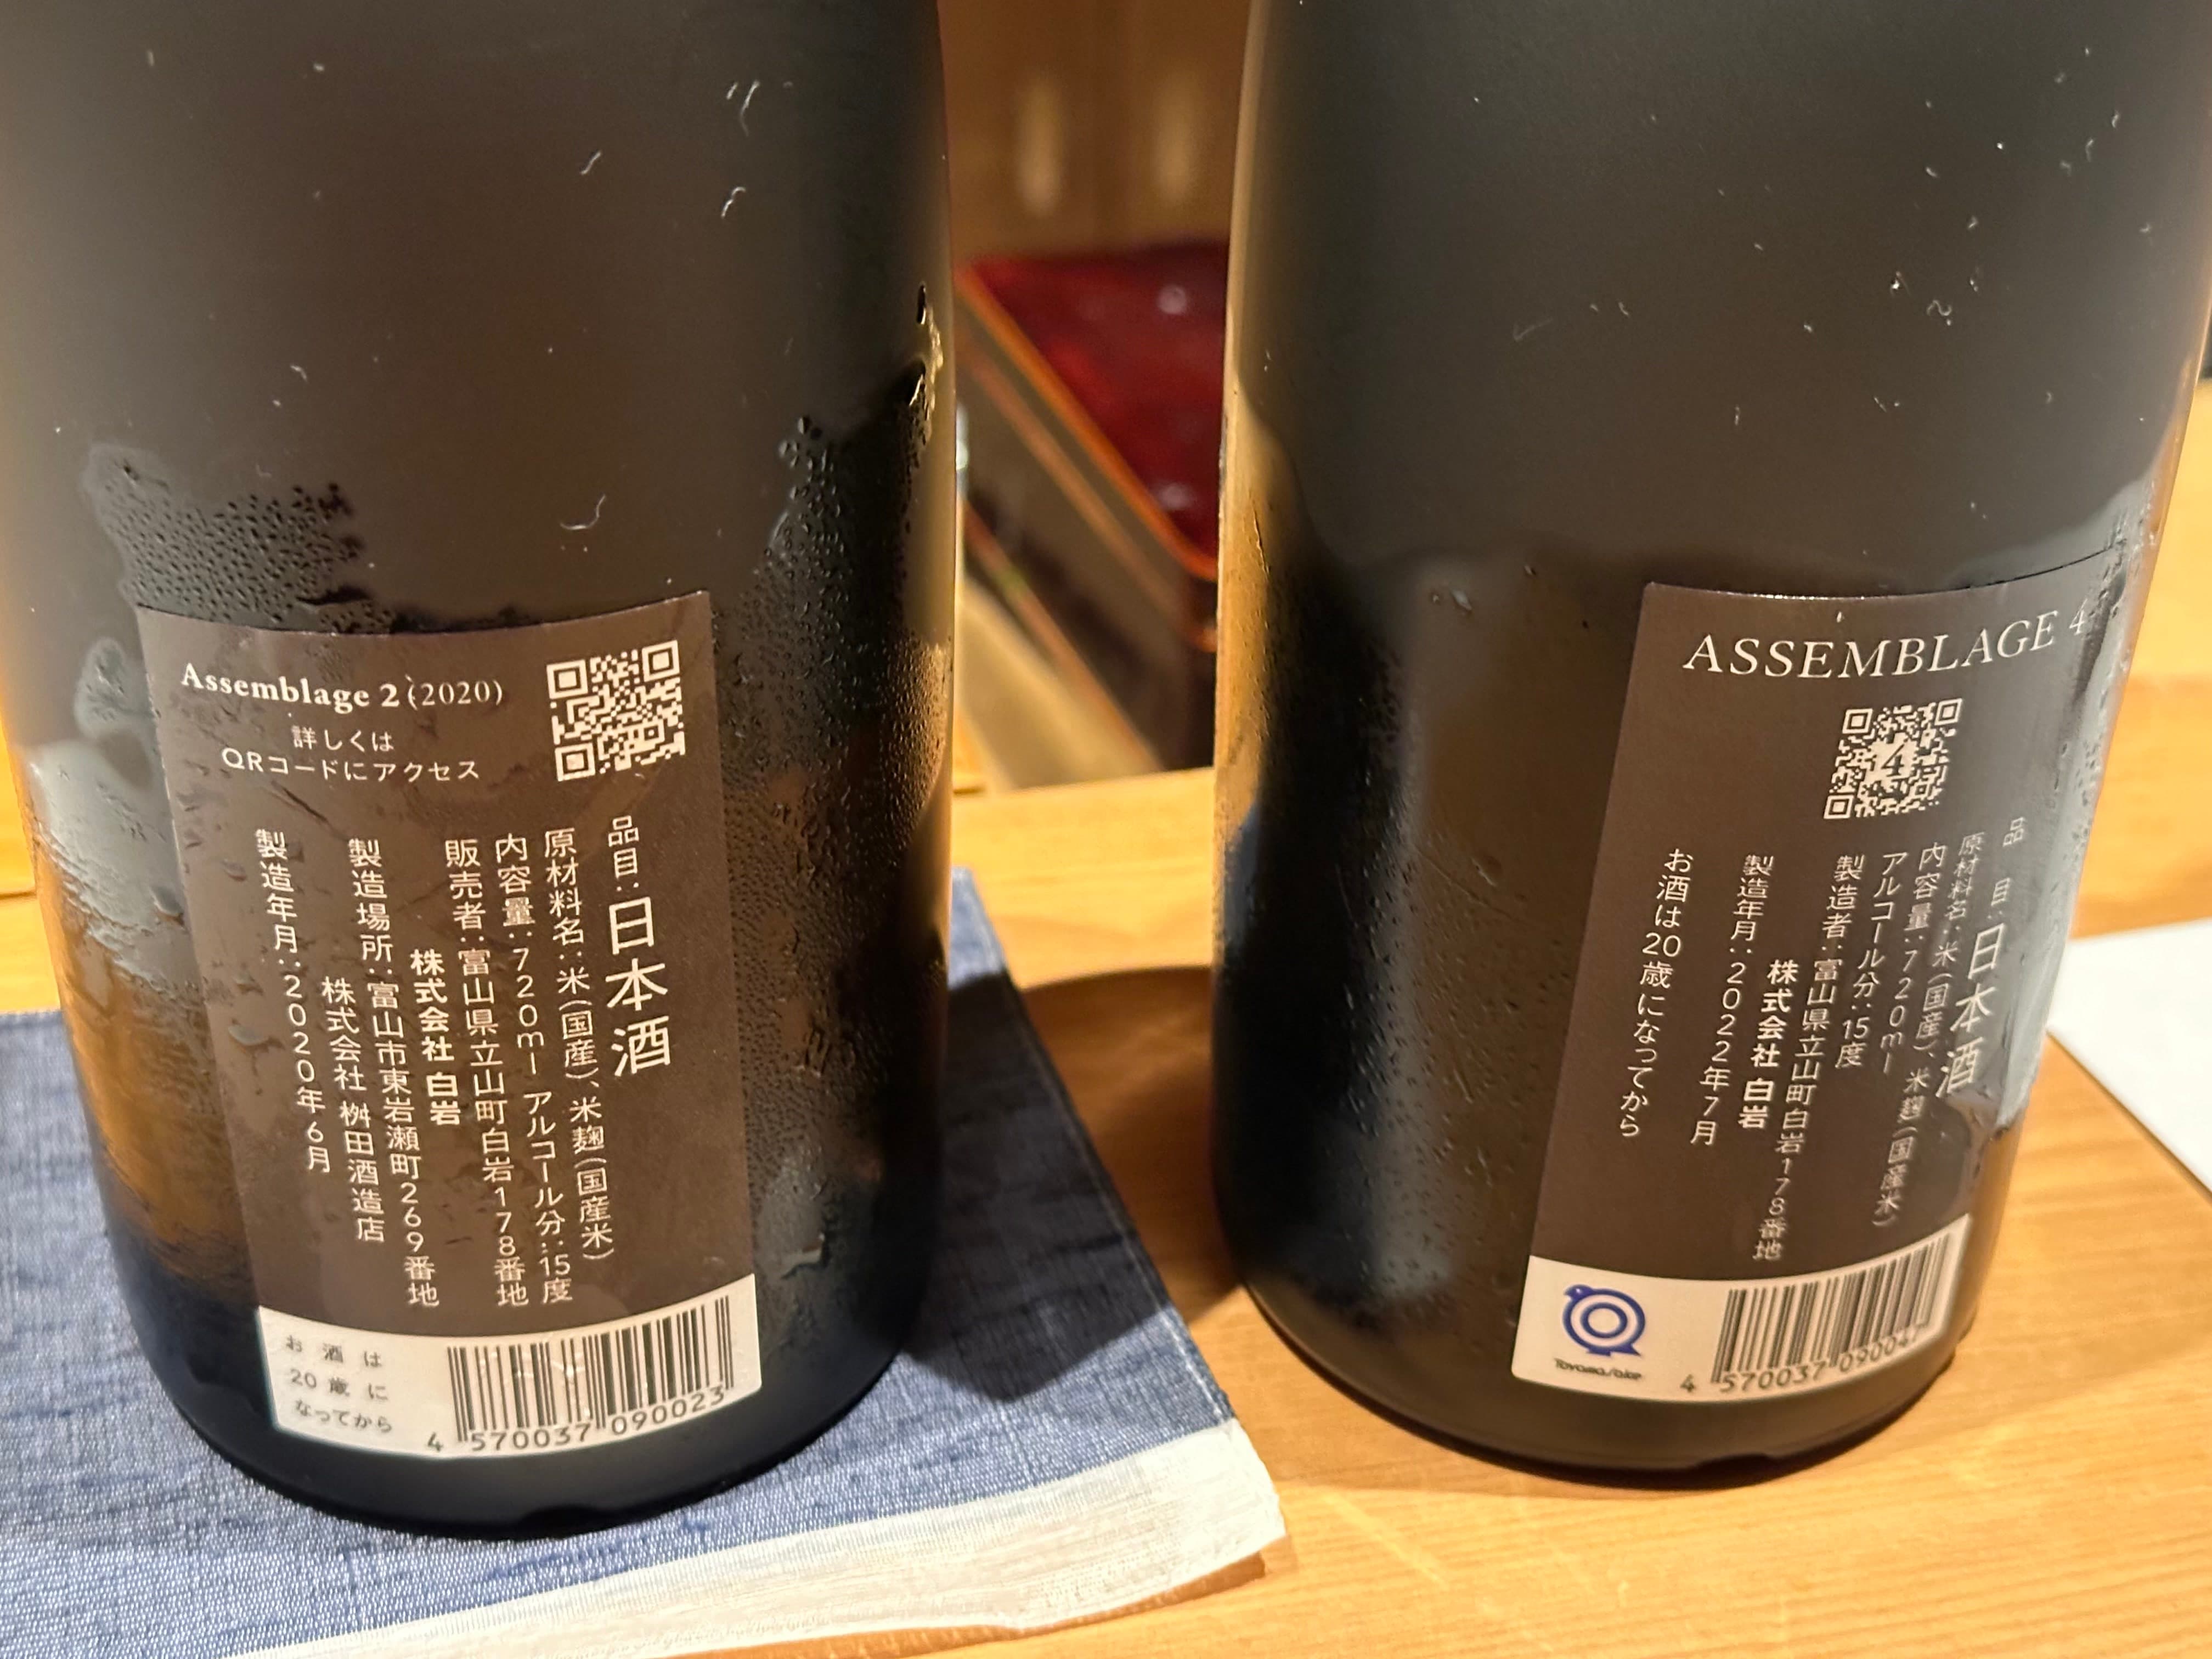 Assemblage 2 (2020)
詳しくは
QRコードにアクセス
品目:日本酒
原材料名:米(国産)、米麹(国産米)
内容量:720ml アルコール分:15度
販売者:富山県立山町白岩178番地
株式会社 白岩
製造場所:富山市東岩瀬町269番地
株式会社 桝田酒造店
製造年月:2020年6月
お酒は
20歳に
なってから
4 570037 090023
ASSEMBLAGE 4
4
品目:日本酒
原材料名:米(国産)、米麹(国産米)
内容量:720ml
アルコール分:15度
製造者:富山県立山町白岩178番地
株式会社 白岩
製造年月:2022年7月
お酒は20歳になってから
Toyama/ake
4 570037 090047